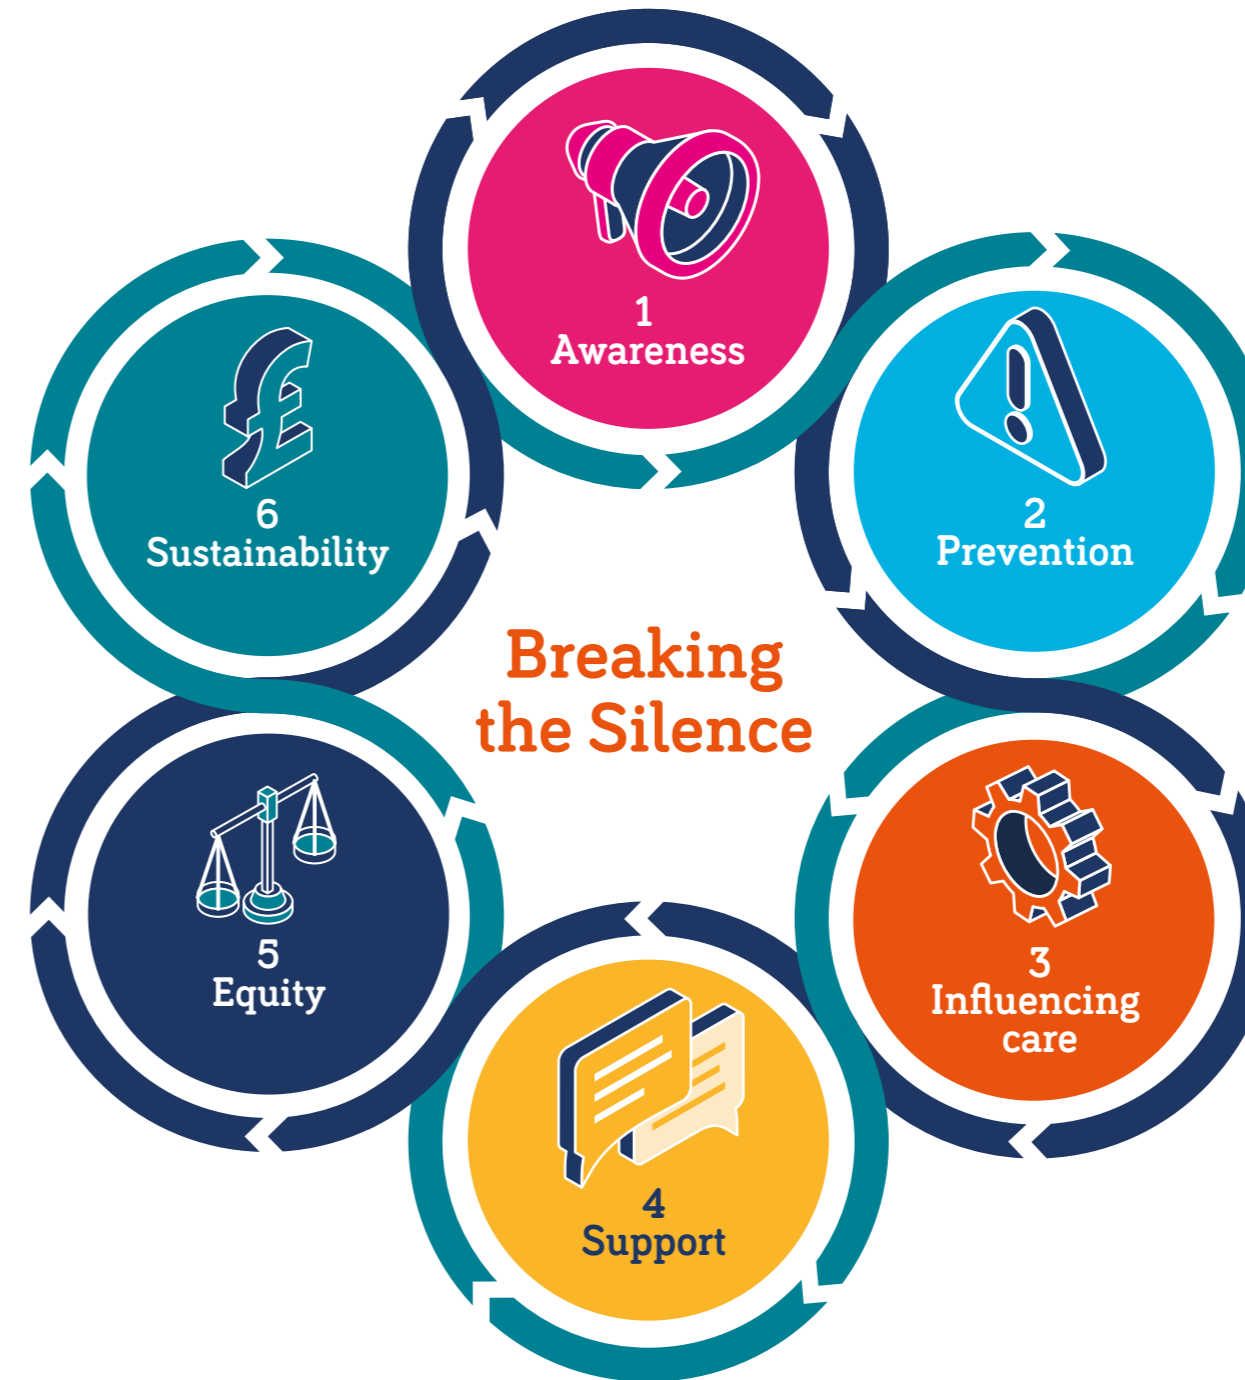 1
Awareness
2
Prevention
3
Influencing
care
4
Support
5
Equity
6
Sustainability
Breaking
the Silence